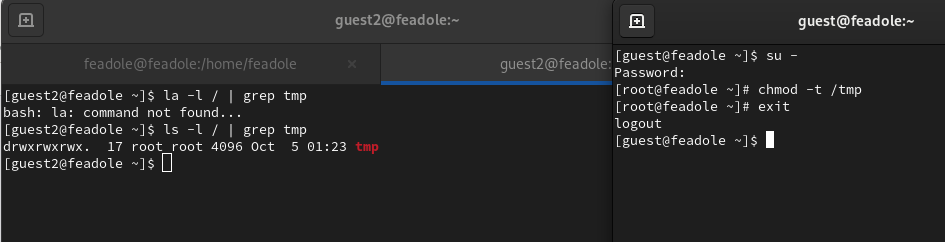 guest2@feadole:~
feadole@feadole:/home/feadole ×
guest2@feadole:
[guest2@feadole ~]$ la -l / | grep tmp
bash: la: command not found...
[guest2@feadole ~]$ ls -l / | grep tmp
drwxrwxrwx.  17 root root 4096 Oct  5 01:23 tmp
[guest2@feadole ~]$
guest@feadole:~
[guest@feadole ~]$ su -
Password:
[root@feadole ~]# chmod -t /tmp
[root@feadole ~]# exit
logout
[guest@feadole ~]$